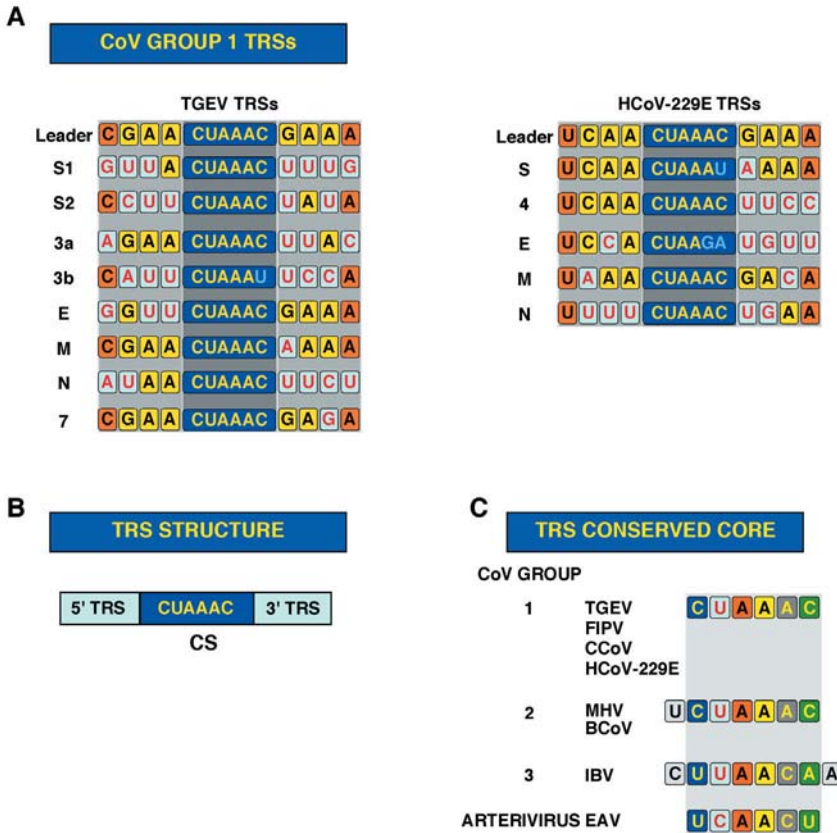 A
CoV GROUP 1 TRSs
TGEV TRSs
Leader CGAA CUAAAC GAAA
S1 GUUA CUAAAC UUUG
S2 CCUU CUAAAC UAUA
3a AGAA CUAAAC UUAC
3b CAUU CUAAAU UCCA
E GGUU CUAAAC GAAA
M CGAA CUAAAC AAAA
N AUAA CUAAAC UUCU
7 CGAA CUAAAC GAGA
HCoV-229E TRSs
Leader UCAA CUAAAC GAAA
S UCAA CUAAAU AAAA
4 UCAA CUAAAC UUCC
E UCCA CUAAGA UGUU
M UAAA CUAAAC GACA
N UUUU CUAAAC UGAA
B
TRS STRUCTURE
5' TRS CUAAAC 3' TRS
CS
C
TRS CONSERVED CORE
CoV GROUP
1 TGEV CUAAAC
FIPV
CCoV
HCoV-229E
2 MHV UCUAAAC
BCoV
3 IBV CUUAACAA
ARTERIVIRUS EAV UCAACU